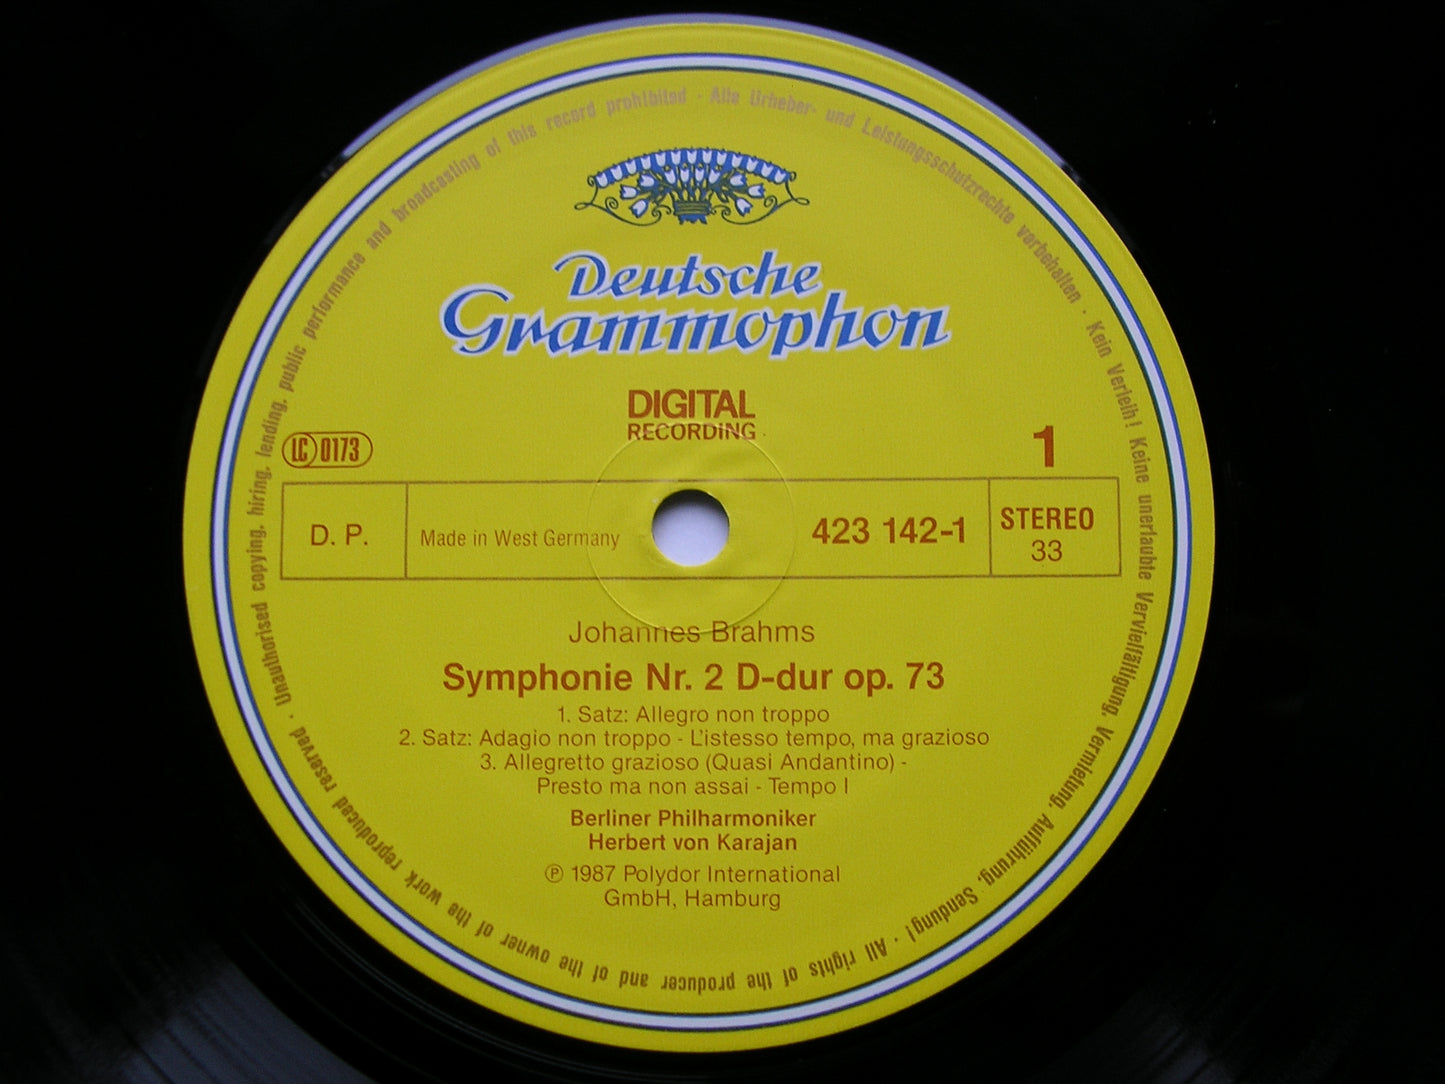 Deutsche
Grammophon
DIGITAL
RECORDING
LC 0173
1
D. P.
Made in West Germany
423 142-1
STEREO
33
Johannes Brahms
Symphonie Nr. 2 D-dur op. 73
1. Satz: Allegro non troppo
2. Satz: Adagio non troppo - L'istesso tempo, ma grazioso
3. Allegretto grazioso (Quasi Andantino) -
Presto ma non assai - Tempo I
Berliner Philharmoniker
Herbert von Karajan
℗ 1987 Polydor International
GmbH, Hamburg
Alle Urheber- und Leistungsschutzrechte vorbehalten · Kein Verleih! Keine unerlaubte Vervielfältigung, Vermietung, Aufführung, Sendung! · All rights of the producer and of the owner of the work reproduced reserved · Unauthorised copying, hiring, lending, public performance and broadcasting of this record prohibited ·